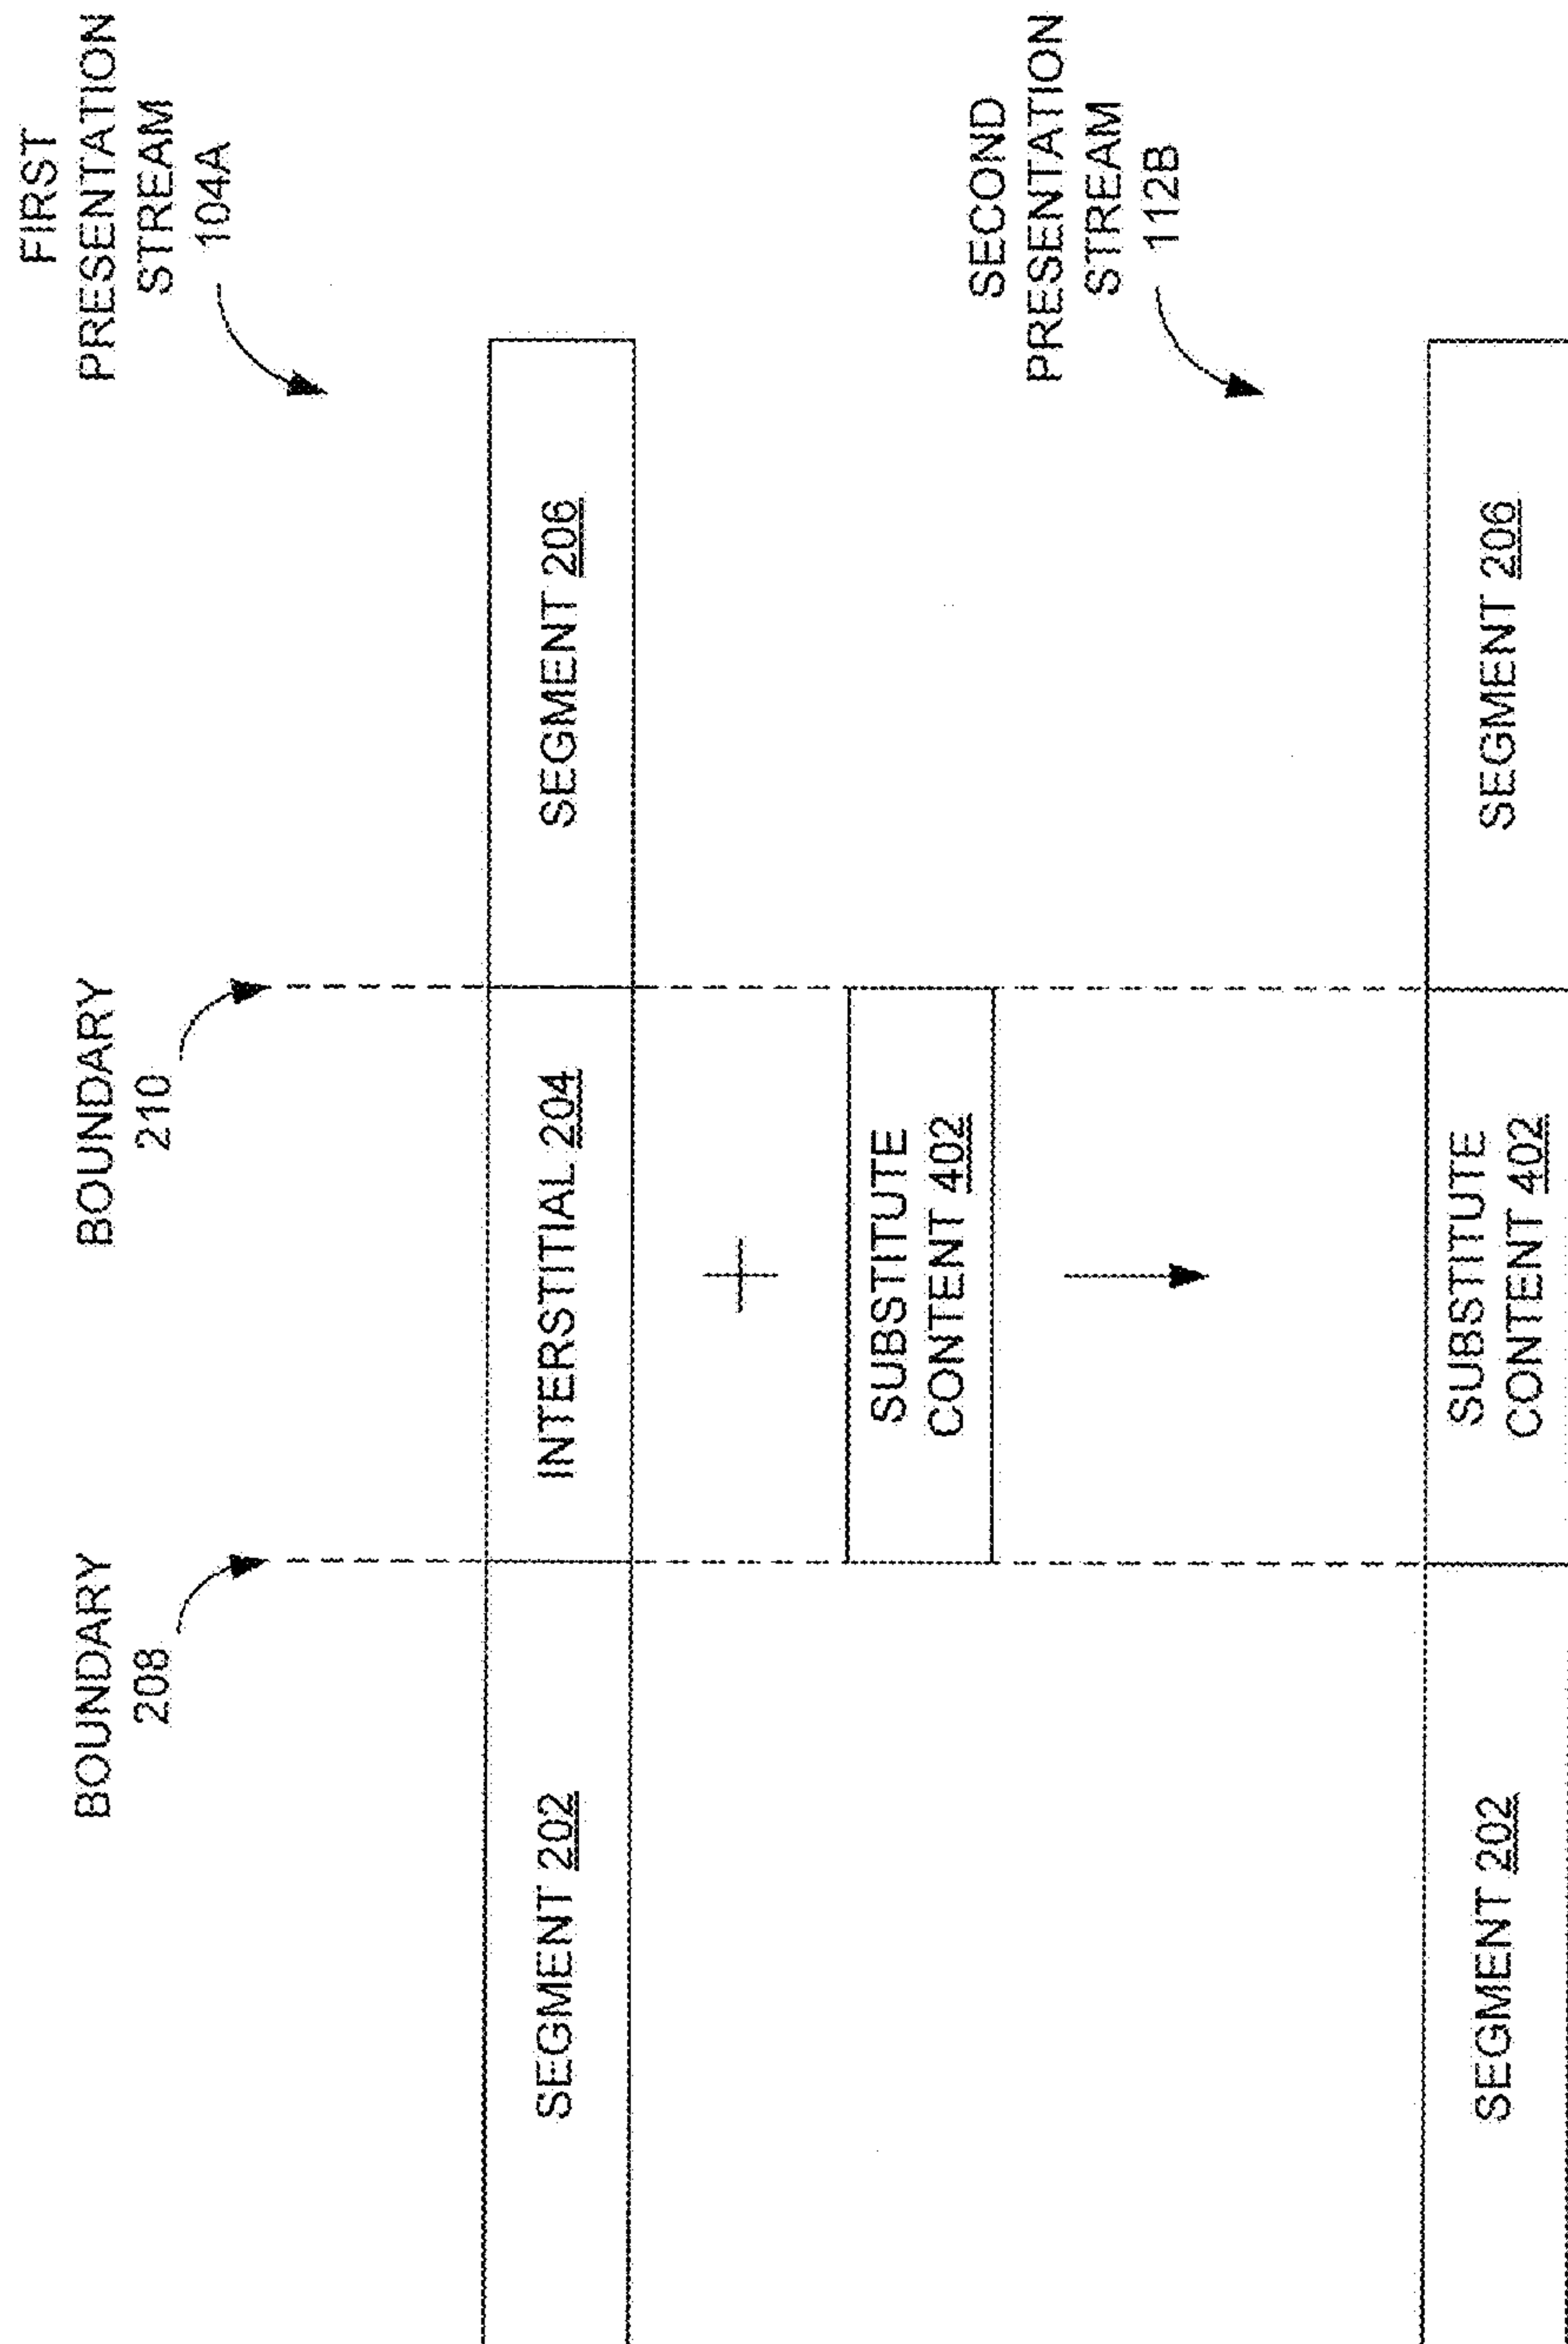 FIRST
PRESENTATION
STREAM
104A
BOUNDARY
208
BOUNDARY
210
SEGMENT 202
INTERSTITIAL 204
SEGMENT 206
SUBSTITUTE
CONTENT 402
SECOND
PRESENTATION
STREAM
112B
SEGMENT 202
SUBSTITUTE
CONTENT 402
SEGMENT 206